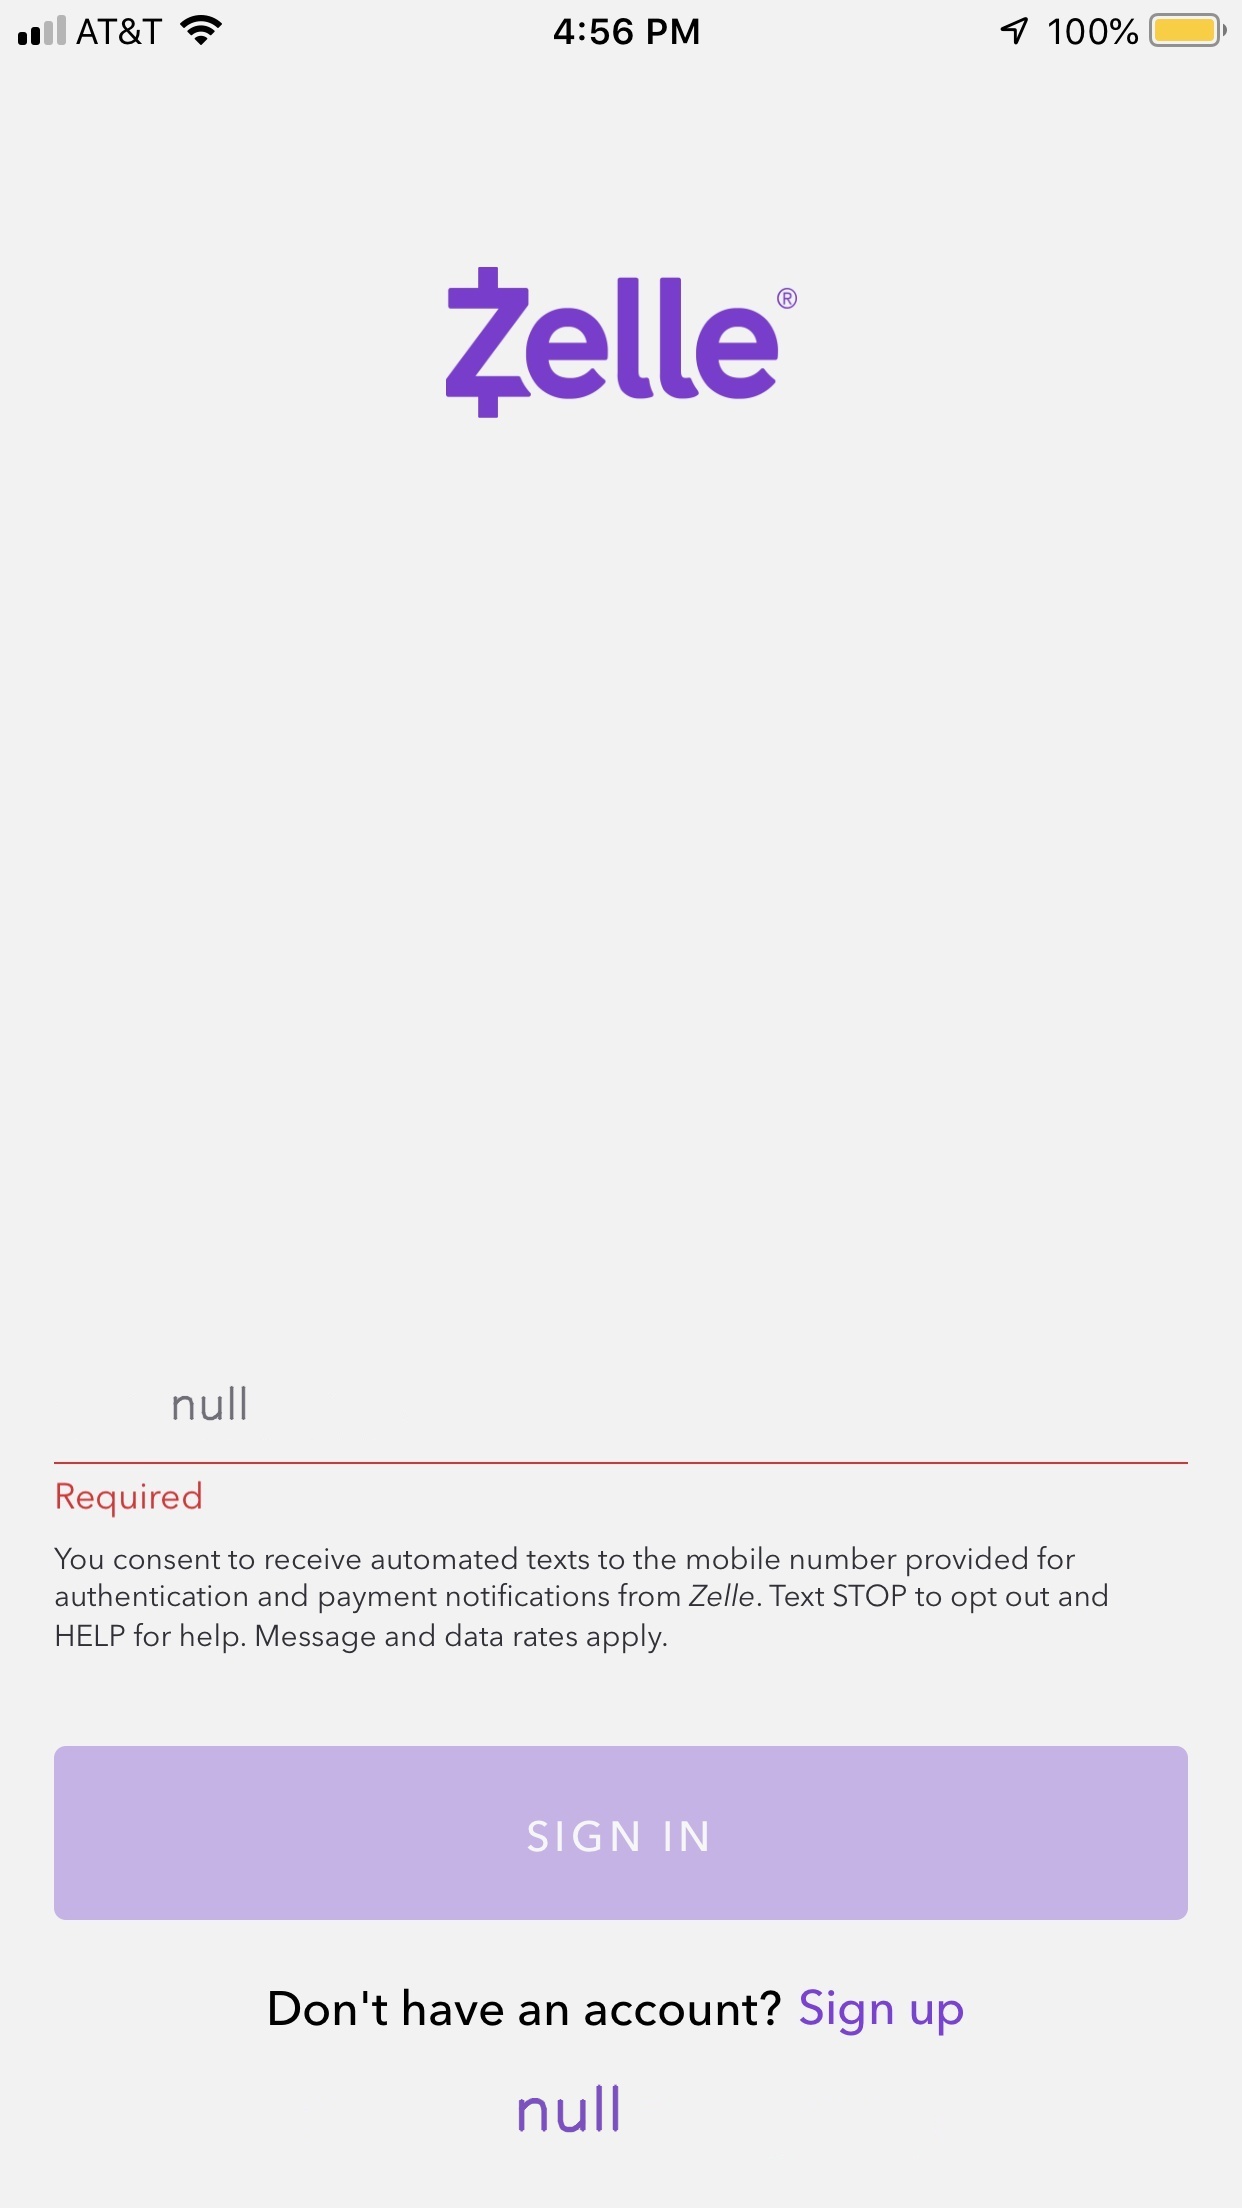 AT&T 4:56 PM 100%
Zelle®
null
Required
You consent to receive automated texts to the mobile number provided for
authentication and payment notifications from Zelle. Text STOP to opt out and
HELP for help. Message and data rates apply.
SIGN IN
Don't have an account? Sign up
null